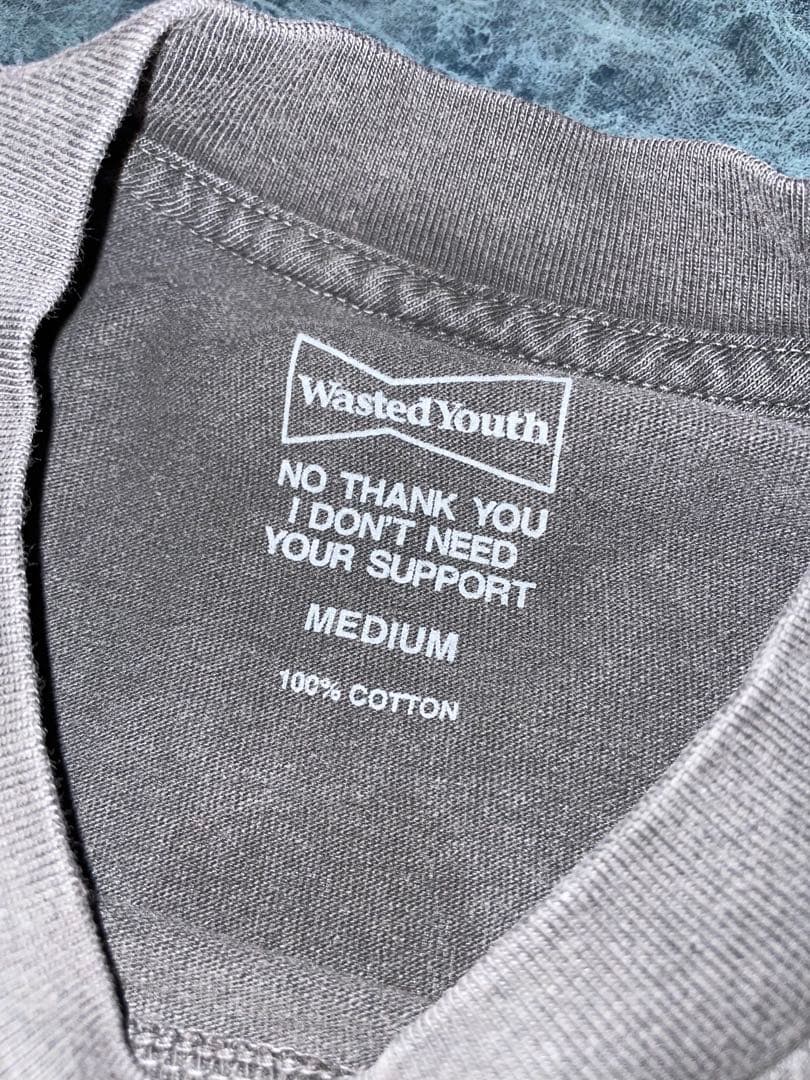 Wasted Youth
NO THANK YOU
I DON'T NEED
YOUR SUPPORT
MEDIUM
100% COTTON